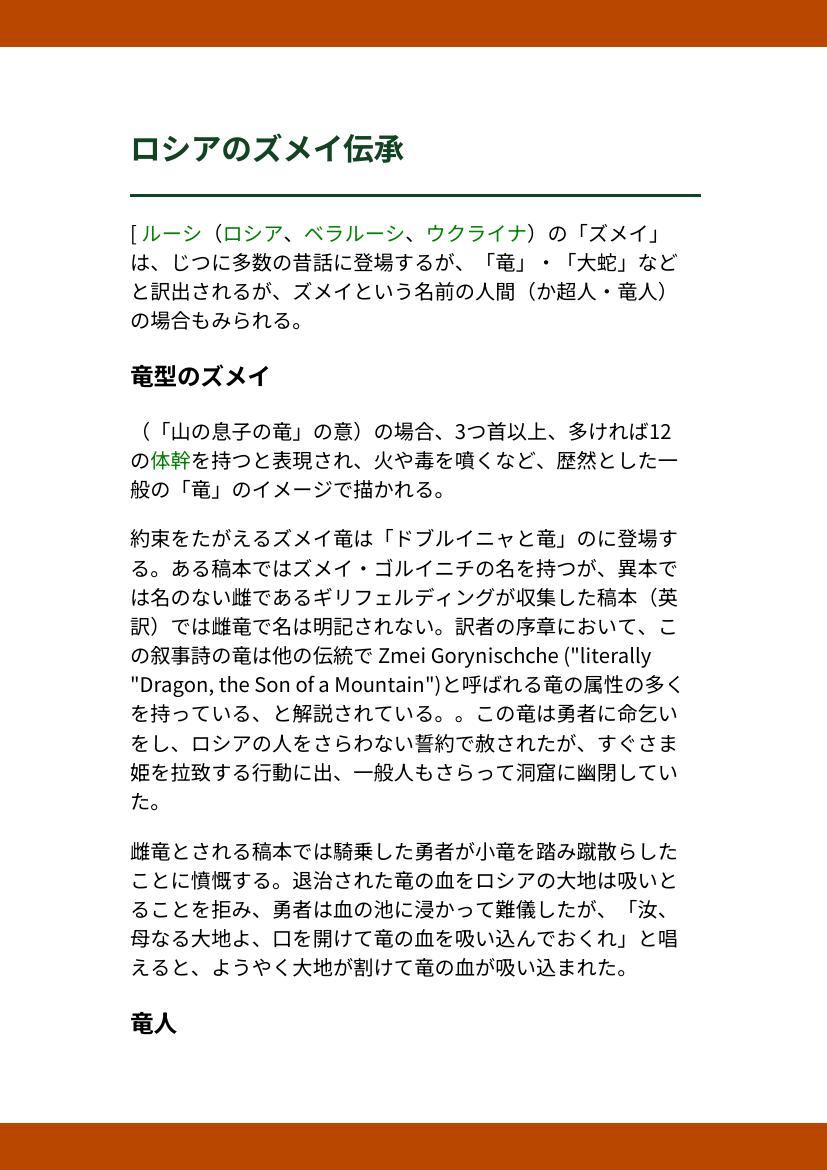 ロシアのズメイ伝承
[ ルーシ（ロシア、ベラルーシ、ウクライナ）の「ズメイ」
は、じつに多数の昔話に登場するが、「竜」・「大蛇」など
と訳出されるが、ズメイという名前の人間（か超人・竜人）
の場合もみられる。
竜型のズメイ
（「山の息子の竜」の意）の場合、3つ首以上、多ければ12
の体幹を持つと表現され、火や毒を噴くなど、歴然とした一
般の「竜」のイメージで描かれる。
約束をたがえるズメイ竜は「ドブルイニャと竜」のに登場す
る。ある稿本ではズメイ・ゴルイニチの名を持つが、異本で
は名のない雌であるギリフェルディングが収集した稿本（英
訳）では雌竜で名は明記されない。訳者の序章において、こ
の叙事詩の竜は他の伝統で Zmei Gorynischche ("literally
"Dragon, the Son of a Mountain")と呼ばれる竜の属性の多く
を持っている、と解説されている。。この竜は勇者に命乞い
をし、ロシアの人をさらわない誓約で赦されたが、すぐさま
姫を拉致する行動に出、一般人もさらって洞窟に幽閉してい
た。
雌竜とされる稿本では騎乗した勇者が小竜を踏み蹴散らした
ことに憤慨する。退治された竜の血をロシアの大地は吸いと
ることを拒み、勇者は血の池に浸かって難儀したが、「汝、
母なる大地よ、口を開けて竜の血を吸い込んでおくれ」と唱
えると、ようやく大地が割けて竜の血が吸い込まれた。
竜人